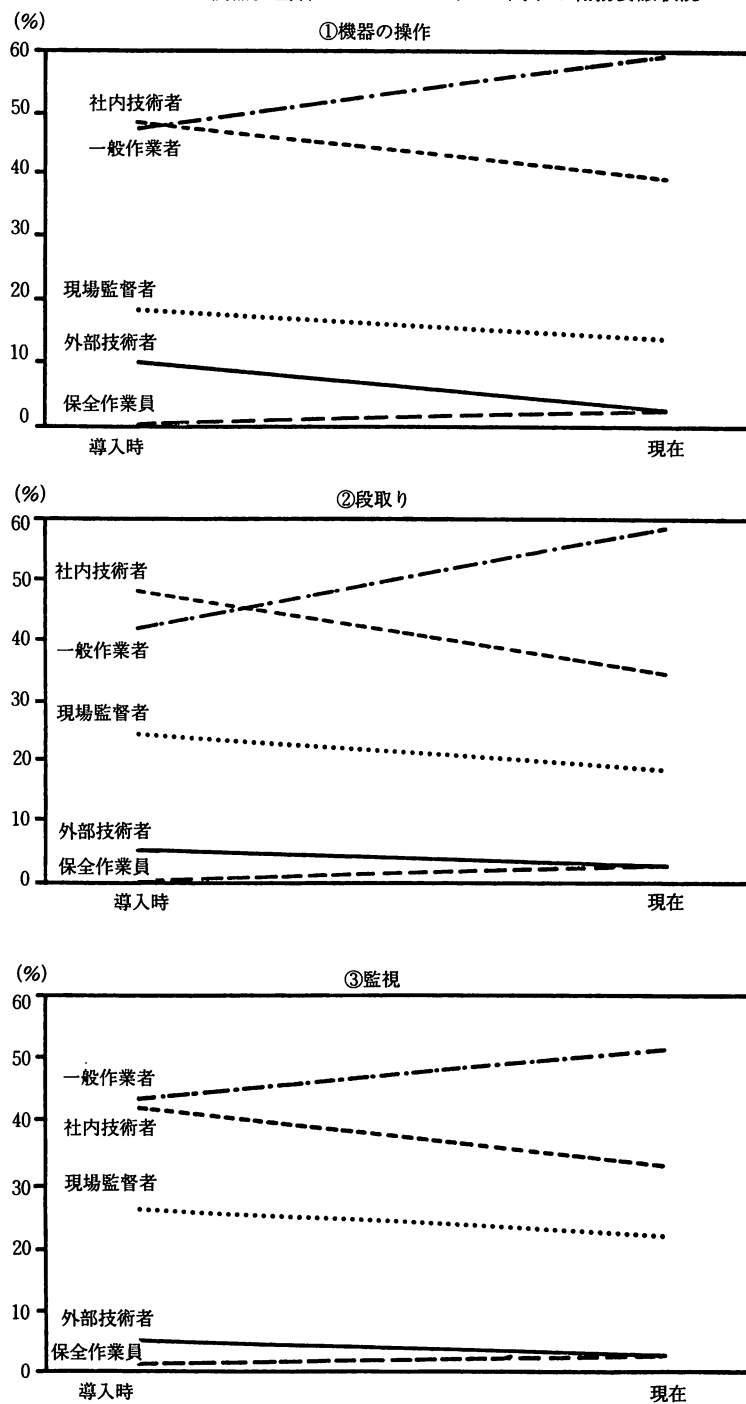 (%)
①機器の操作
60
50
40
30
20
10
0
社内技術者
一般作業者
現場監督者
外部技術者
保全作業員
導入時
現在
(%)
②段取り
60
50
40
30
20
10
0
社内技術者
一般作業者
現場監督者
外部技術者
保全作業員
導入時
現在
(%)
③監視
60
50
40
30
20
10
0
一般作業者
社内技術者
現場監督者
外部技術者
保全作業員
導入時
現在